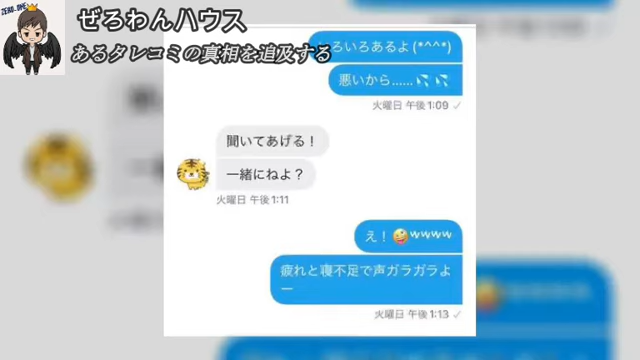 ZERO_ONE
ぜろわんハウス
あるタレコミの真相を追及する
ろいろあるよ(*^^*)
悪いから......💦💦
火曜日 午後1:09 ✓
聞いてあげる！
一緒にねよ？
火曜日 午後1:11
え！🤪wwww
疲れと寝不足で声ガラガラよ
ー
火曜日 午後1:13 ✓